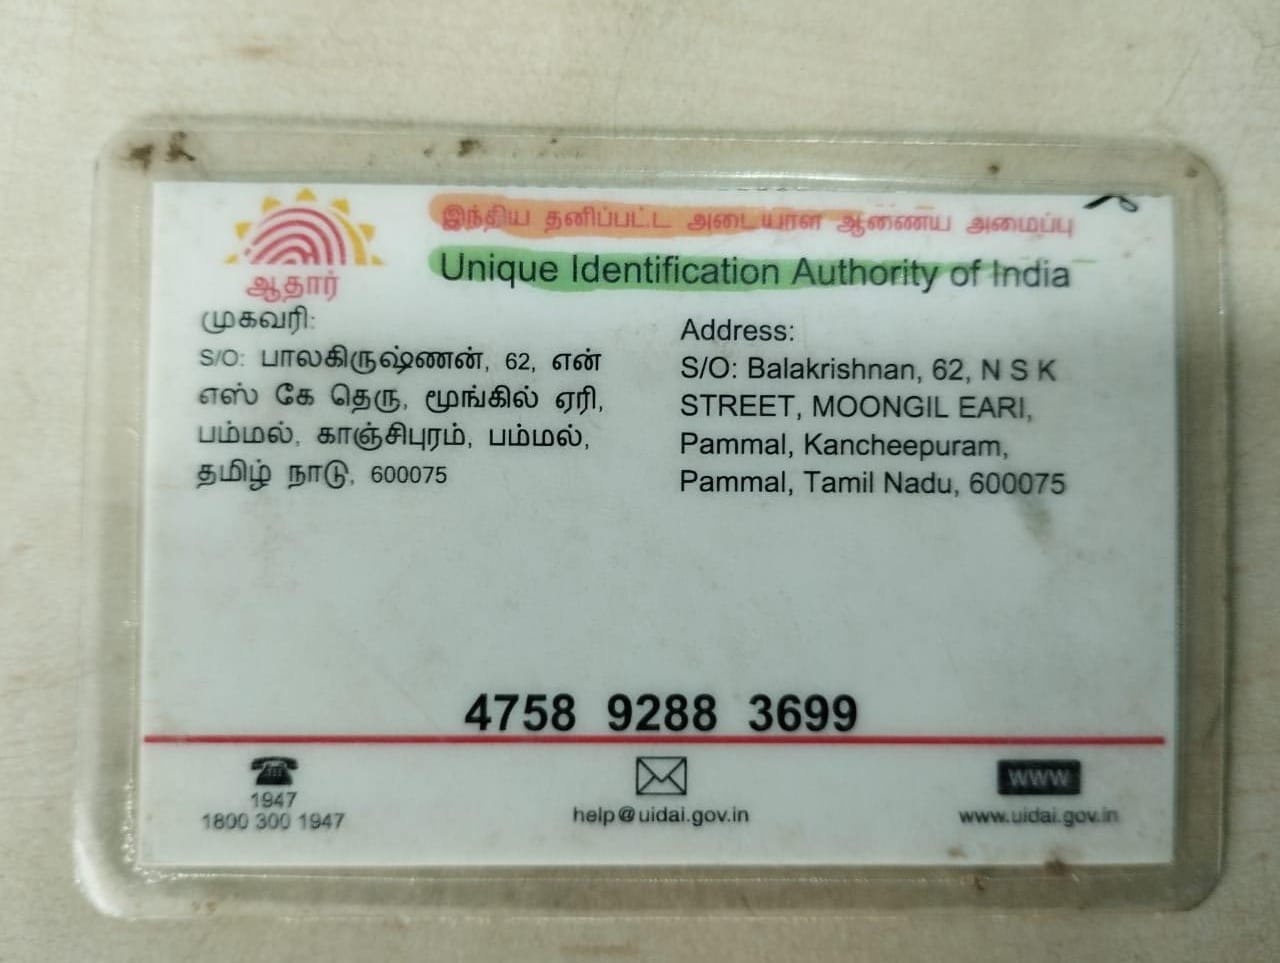 இந்திய தனிப்பட்ட அடையாள ஆணைய அமைப்பு
Unique Identification Authority of India
ஆதார்
முகவரி:
S/O: பாலகிருஷ்ணன், 62, என்
எஸ் கே தெரு, மூங்கில் ஏரி,
பம்மல், காஞ்சிபுரம், பம்மல்,
தமிழ் நாடு, 600075
Address:
S/O: Balakrishnan, 62, N S K
STREET, MOONGIL EARI,
Pammal, Kancheepuram,
Pammal, Tamil Nadu, 600075
4758 9288 3699
1947
1800 300 1947
help@uidai.gov.in
WWW
www.uidai.gov.in